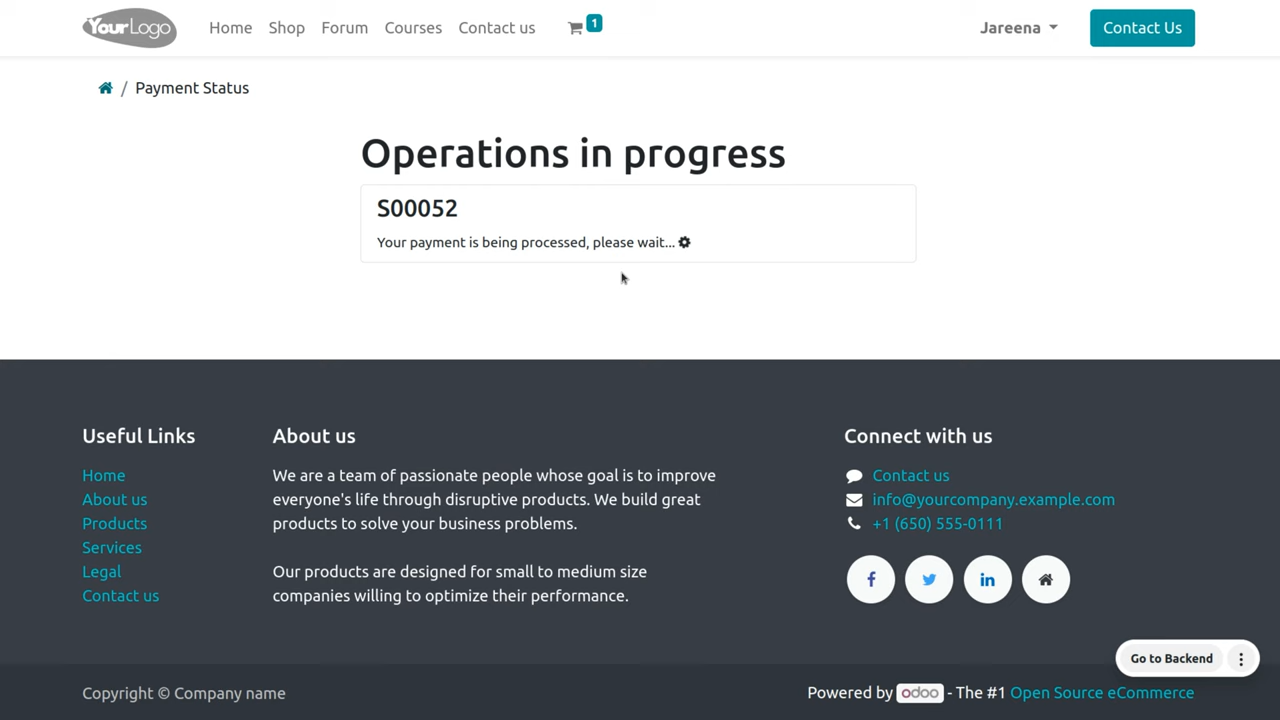 YourLogo
Home
Shop
Forum
Courses
Contact us
1
Jareena
Contact Us
/ Payment Status
Operations in progress
S00052
Your payment is being processed, please wait...
Useful Links
Home
About us
Products
Services
Legal
Contact us
About us
We are a team of passionate people whose goal is to improve
everyone's life through disruptive products. We build great
products to solve your business problems.
Our products are designed for small to medium size
companies willing to optimize their performance.
Connect with us
Contact us
info@yourcompany.example.com
+1 (650) 555-0111
Go to Backend
Copyright © Company name
Powered by odoo - The #1 Open Source eCommerce